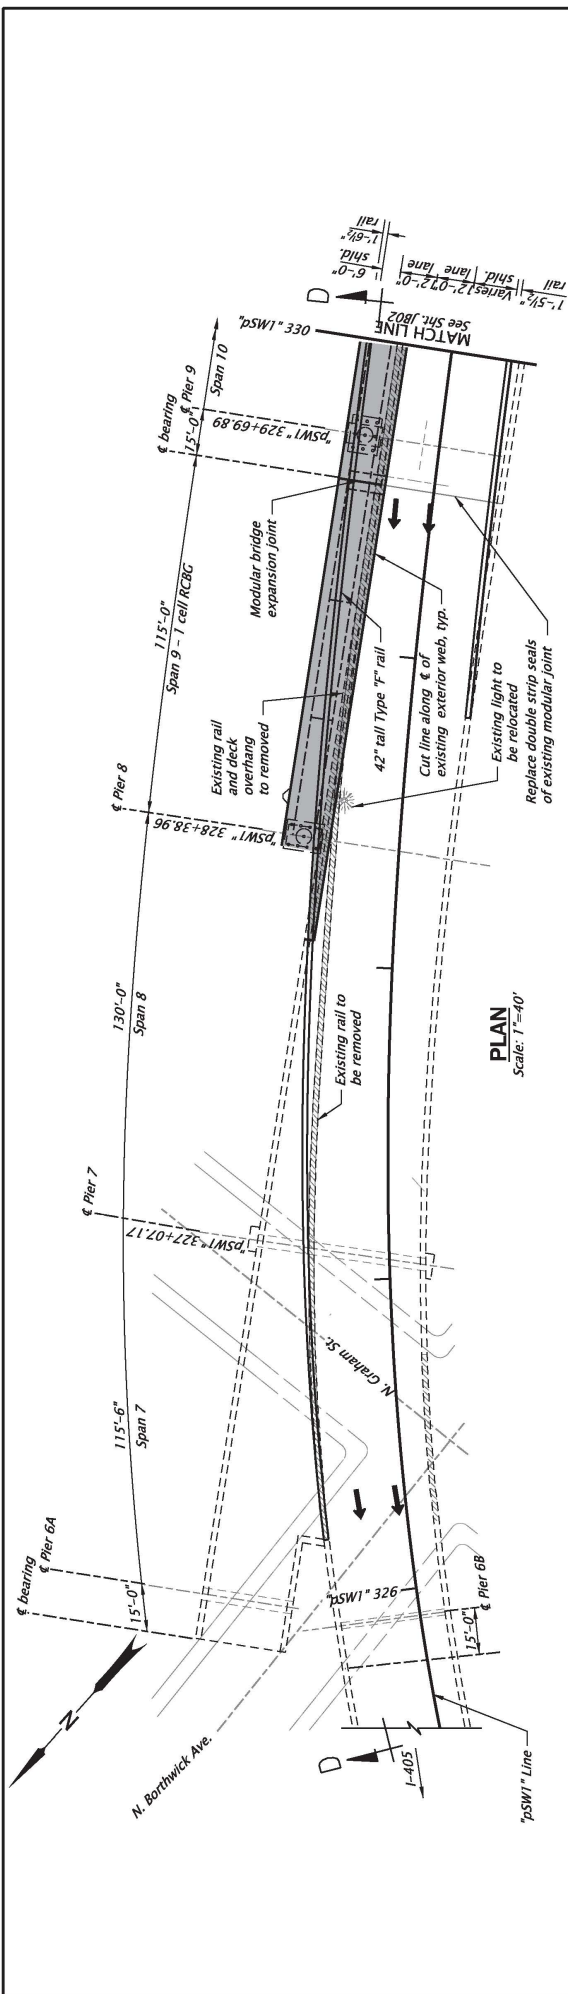 ℄ bearing
℄ Pier 6A
15'-0"
115'-6"
Span 7
℄ Pier 7
"pSW1" 327+07.17
130'-0"
Span 8
℄ Pier 8
"pSW1" 328+38.96
115'-0"
Span 9 - 1 cell RCBG
℄ bearing
15'-0"
℄ Pier 9
"pSW1" 329+69.89
Span 10
N
N. Borthwick Ave.
N. Graham St.
Existing rail to
be removed
Existing rail
and deck
overhang
to removed
Modular bridge
expansion joint
42" tall Type "F" rail
Cut line along ℄ of
existing exterior web, typ.
Existing light to
be relocated
Replace double strip seals
of existing modular joint
"pSW1" 330
MATCH LINE
See Sht. JB02
D
1'-6½"
rail
6'-0"
shld.
12'-0"
lane
12'-0"
lane
Varies
shld.
1'-5½"
rail
D
I-405
"pSW1" Line
"pSW1" 326
15'-0"
℄ Pier 6B
PLAN
Scale: 1"=40'